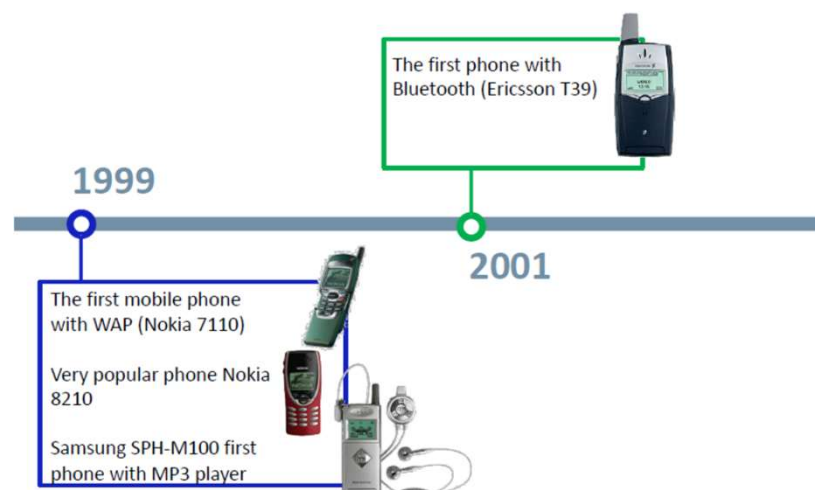 The first phone with
Bluetooth (Ericsson T39)
1999
2001
The first mobile phone
with WAP (Nokia 7110)
Very popular phone Nokia
8210
Samsung SPH-M100 first
phone with MP3 player